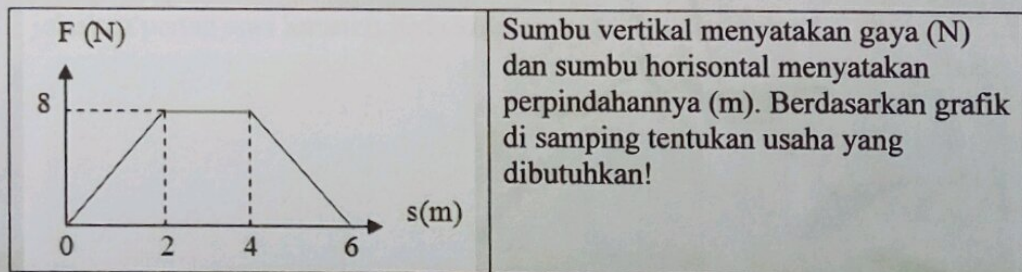 F (N)
8
s(m)
0 2 4 6
Sumbu vertikal menyatakan gaya (N)
dan sumbu horisontal menyatakan
perpindahannya (m). Berdasarkan grafik
di samping tentukan usaha yang
dibutuhkan!